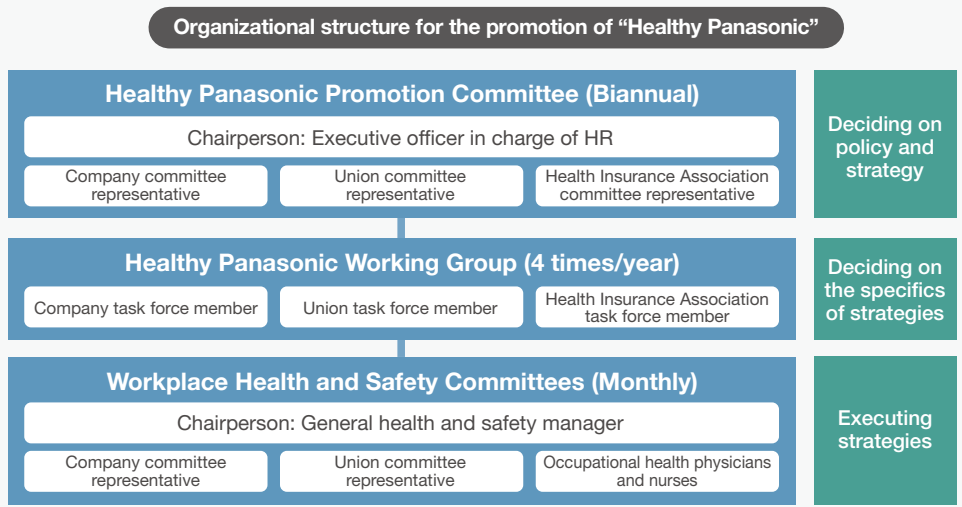 Organizational structure for the promotion of “Healthy Panasonic”
Healthy Panasonic Promotion Committee (Biannual)
Chairperson: Executive officer in charge of HR
Company committee
representative
Union committee
representative
Health Insurance Association
committee representative
Deciding on
policy and
strategy
Healthy Panasonic Working Group (4 times/year)
Company task force member
Union task force member
Health Insurance Association
task force member
Deciding on
the specifics
of strategies
Workplace Health and Safety Committees (Monthly)
Chairperson: General health and safety manager
Company committee
representative
Union committee
representative
Occupational health physicians
and nurses
Executing
strategies